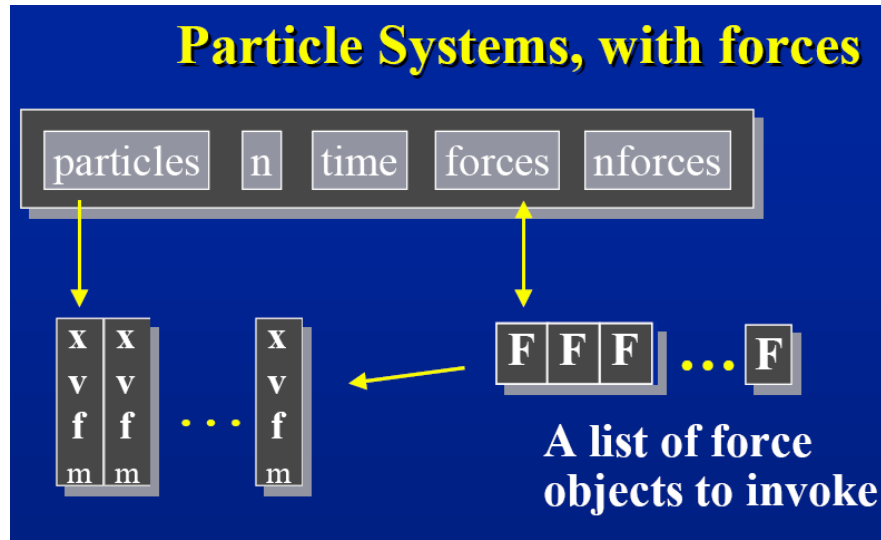 Particle Systems, with forces
particles n time forces nforces
x x ... x
v v v
f f f
m m m
F F F ... F
A list of force
objects to invoke